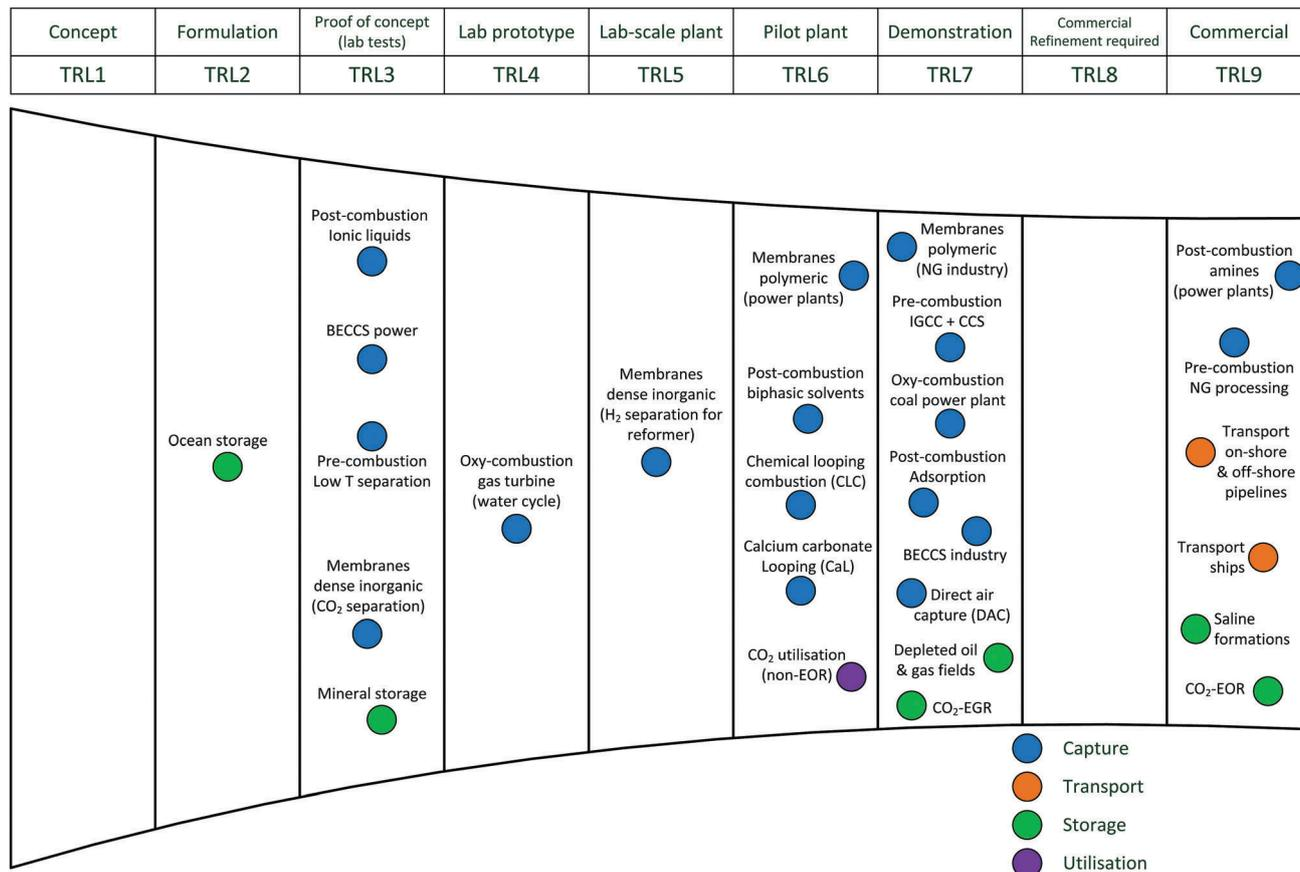 Concept
Formulation
Proof of concept
(lab tests)
Lab prototype
Lab-scale plant
Pilot plant
Demonstration
Commercial
Refinement required
Commercial
TRL1
TRL2
TRL3
TRL4
TRL5
TRL6
TRL7
TRL8
TRL9
Ocean storage
Post-combustion
Ionic liquids
BECCS power
Pre-combustion
Low T separation
Membranes
dense inorganic
(CO₂ separation)
Mineral storage
Oxy-combustion
gas turbine
(water cycle)
Membranes
dense inorganic
(H₂ separation for
reformer)
Membranes
polymeric
(power plants)
Post-combustion
biphasic solvents
Chemical looping
combustion (CLC)
Calcium carbonate
Looping (CaL)
CO₂ utilisation
(non-EOR)
Membranes
polymeric
(NG industry)
Pre-combustion
IGCC + CCS
Oxy-combustion
coal power plant
Post-combustion
Adsorption
BECCS industry
Direct air
capture (DAC)
Depleted oil
& gas fields
CO₂-EGR
Post-combustion
amines
(power plants)
Pre-combustion
NG processing
Transport
on-shore
& off-shore
pipelines
Transport
ships
Saline
formations
CO₂-EOR
Capture
Transport
Storage
Utilisation